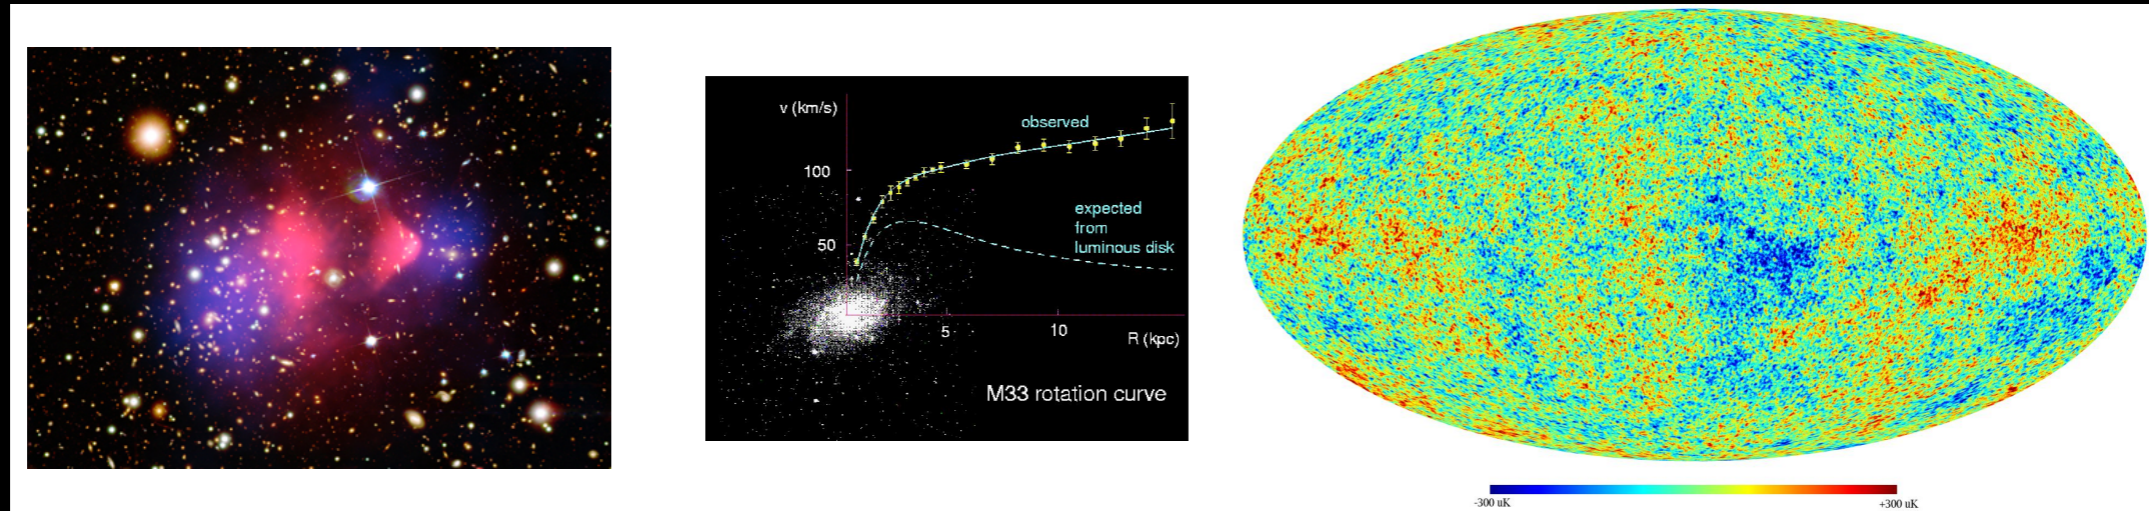 v (km/s)
observed
100
expected
from
luminous disk
50
5
10
R (kpc)
M33 rotation curve
-300 uK
+300 uK